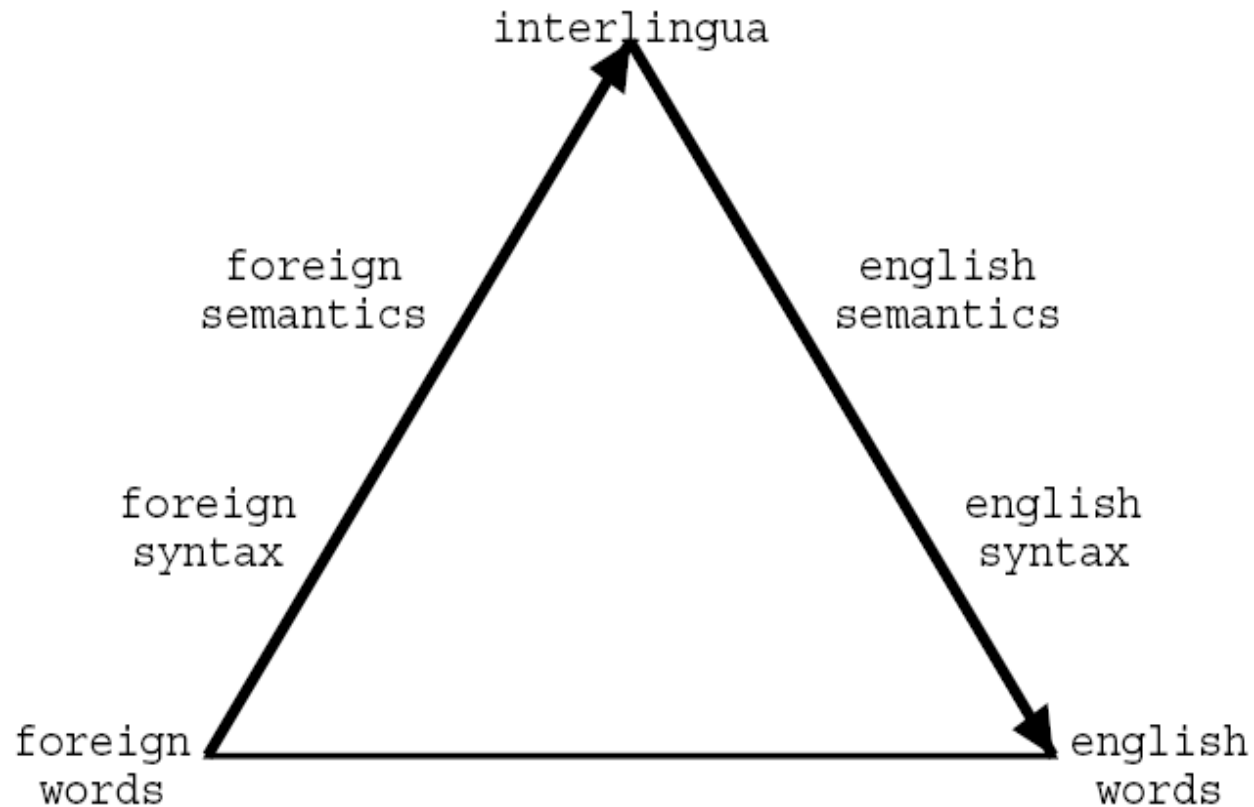 interlingua
foreign
semantics
english
semantics
foreign
syntax
english
syntax
foreign
words
english
words